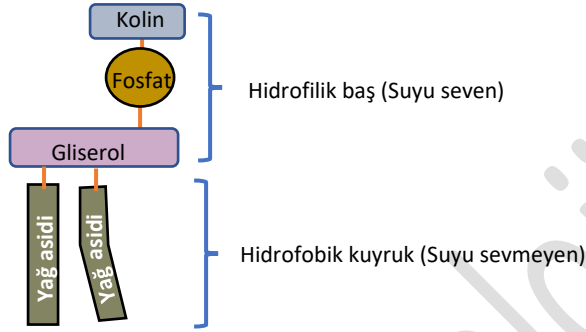 Kolin
Fosfat
Hidrofilik baş (Suyu seven)
Gliserol
Yağ asidi
Yağ asidi
Hidrofobik kuyruk (Suyu sevmeyen)